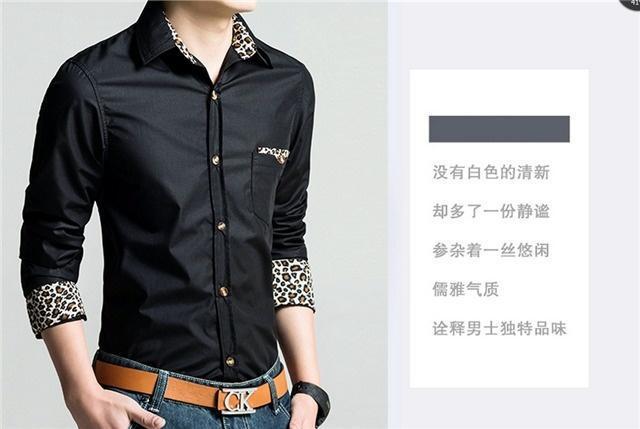 CK
没有白色的清新
却多了一份静谧
参杂着一丝悠闲
儒雅气质
诠释男士独特品味